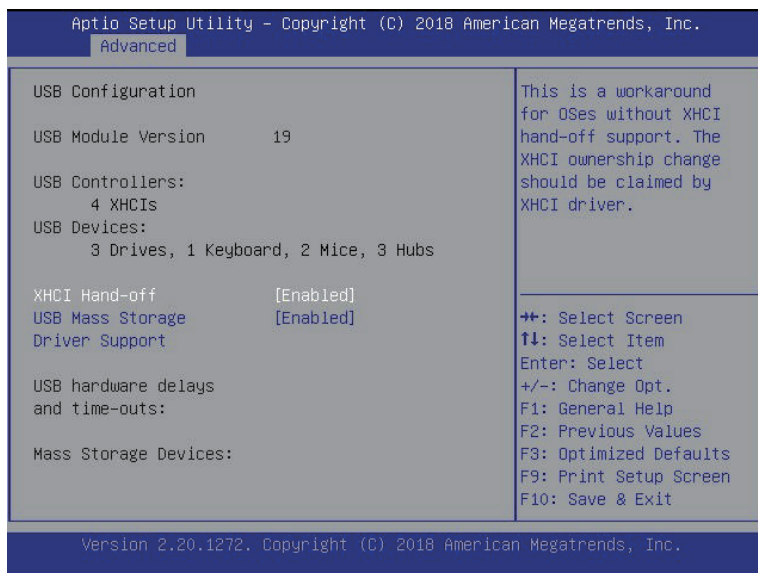 Aptio Setup Utility – Copyright (C) 2018 American Megatrends, Inc.
Advanced
USB Configuration
USB Module Version 19
USB Controllers:
4 XHCIs
USB Devices:
3 Drives, 1 Keyboard, 2 Mice, 3 Hubs
XHCI Hand-off [Enabled]
USB Mass Storage [Enabled]
Driver Support
USB hardware delays
and time-outs:
Mass Storage Devices:
This is a workaround
for OSes without XHCI
hand-off support. The
XHCI ownership change
should be claimed by
XHCI driver.
→←: Select Screen
↑↓: Select Item
Enter: Select
+/-: Change Opt.
F1: General Help
F2: Previous Values
F3: Optimized Defaults
F9: Print Setup Screen
F10: Save & Exit
Version 2.20.1272. Copyright (C) 2018 American Megatrends, Inc.